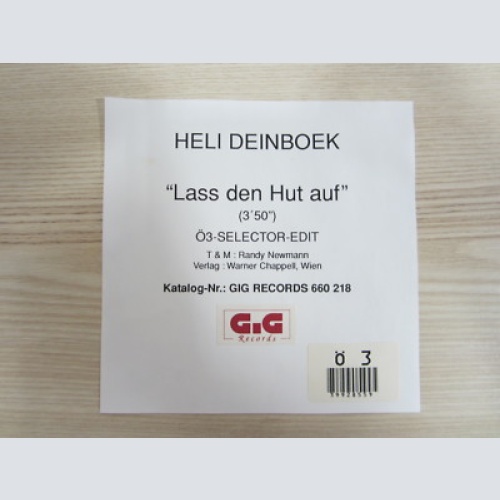 HELI DEINBOEK
“Lass den Hut auf”
(3´50”)
Ö3-SELECTOR-EDIT
T & M : Randy Newmann
Verlag : Warner Chappell, Wien
Katalog-Nr.: GIG RECORDS 660 218
GiG
Records
ö 3